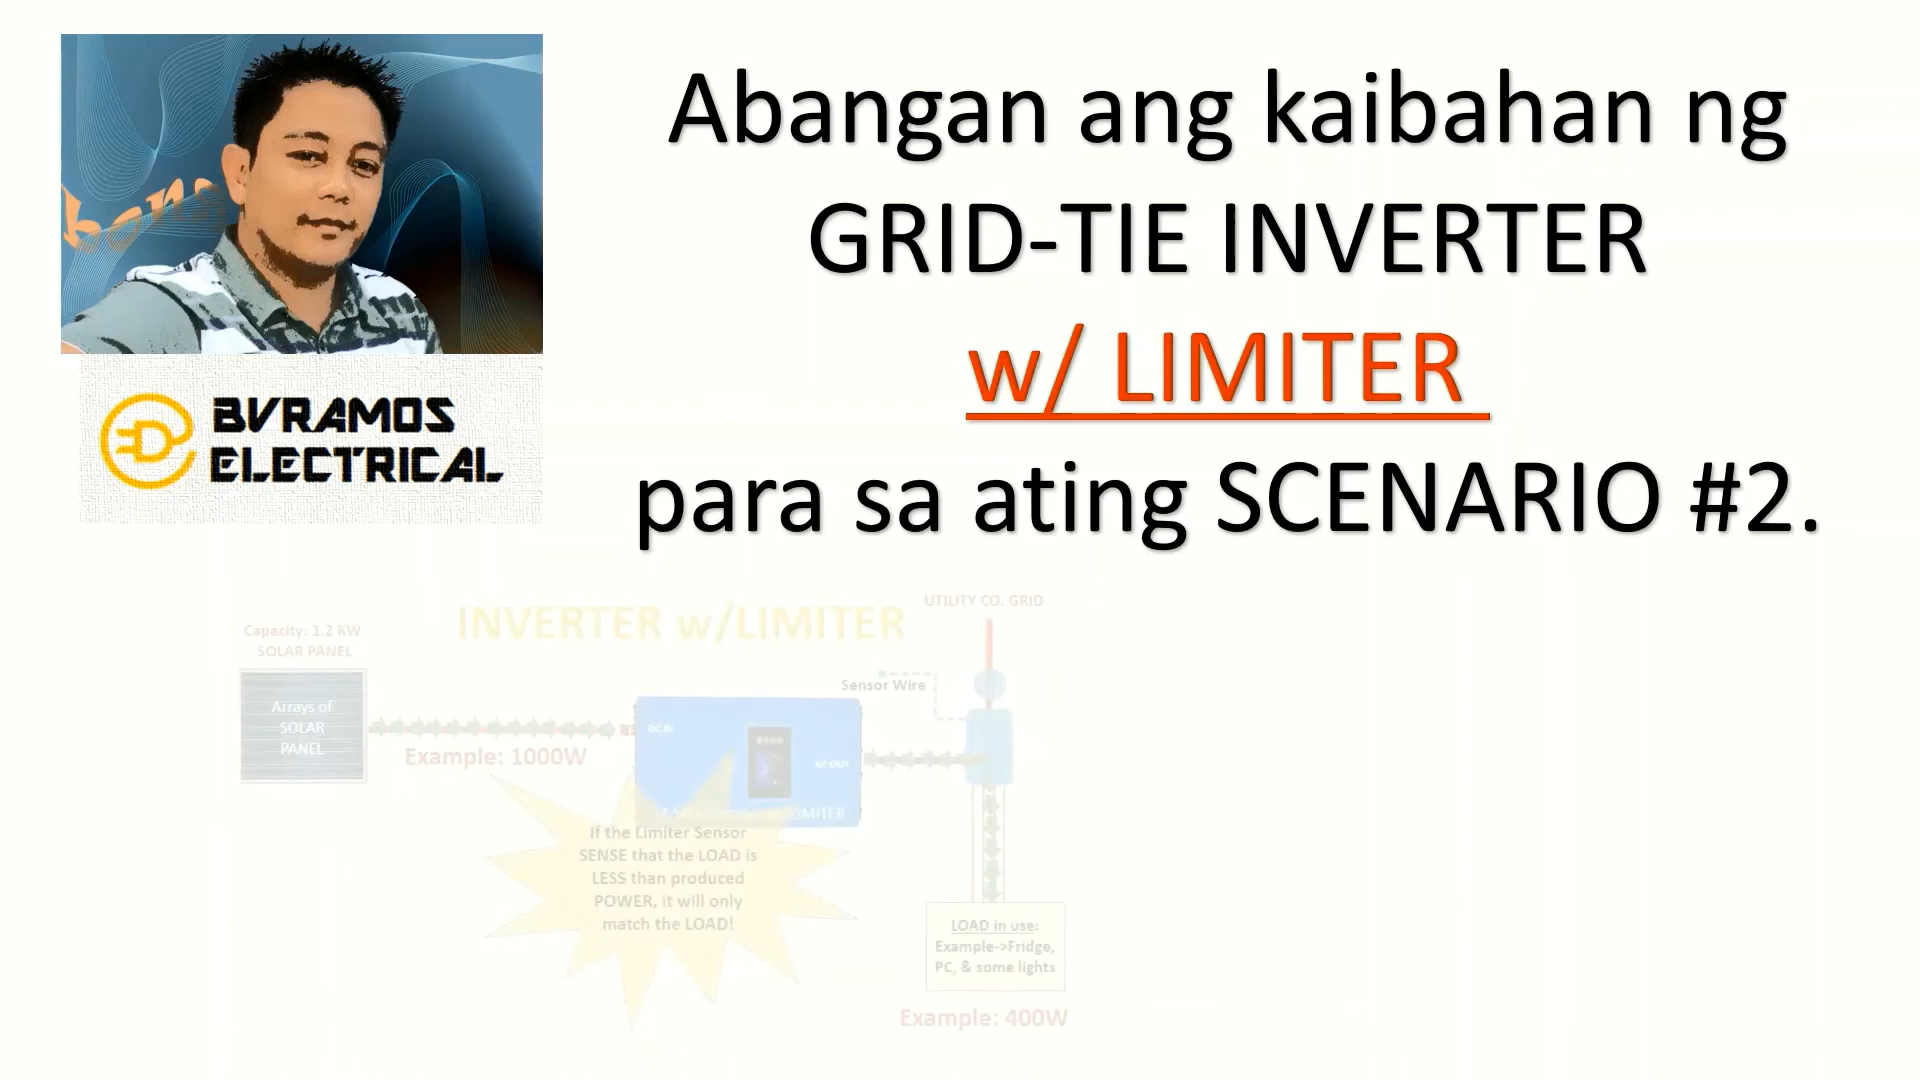 Abangan ang kaibahan ng
GRID-TIE INVERTER
w/ LIMITER
para sa ating SCENARIO #2.
BVRAMOS
ELECTRICAL
INVERTER w/LIMITER
UTILITY CO. GRID
Capacity: 1.2 KW
SOLAR PANEL
Sensor Wire
Arrays of
SOLAR
PANEL
DC IN
Example: 1000W
AC OUT
LIMITER
If the Limiter Sensor
SENSE that the LOAD is
LESS than produced
POWER, it will only
match the LOAD!
LOAD in use:
Example->Fridge,
PC, & some lights
Example: 400W